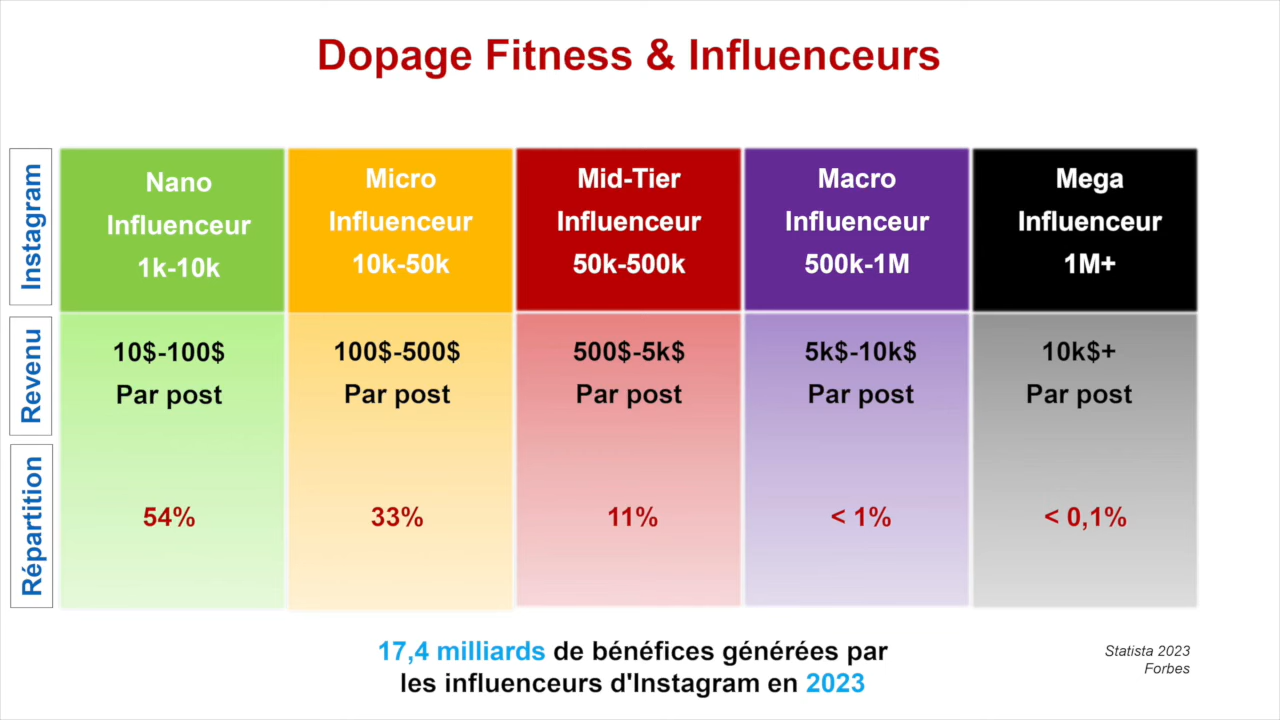 Dopage Fitness & Influenceurs
Instagram
Nano
Influenceur
1k-10k
Micro
Influenceur
10k-50k
Mid-Tier
Influenceur
50k-500k
Macro
Influenceur
500k-1M
Mega
Influenceur
1M+
Revenu
10$-100$
Par post
100$-500$
Par post
500$-5k$
Par post
5k$-10k$
Par post
10k$+
Par post
Répartition
54%
33%
11%
< 1%
< 0,1%
17,4 milliards de bénéfices générées par
les influenceurs d'Instagram en 2023
Statista 2023
Forbes